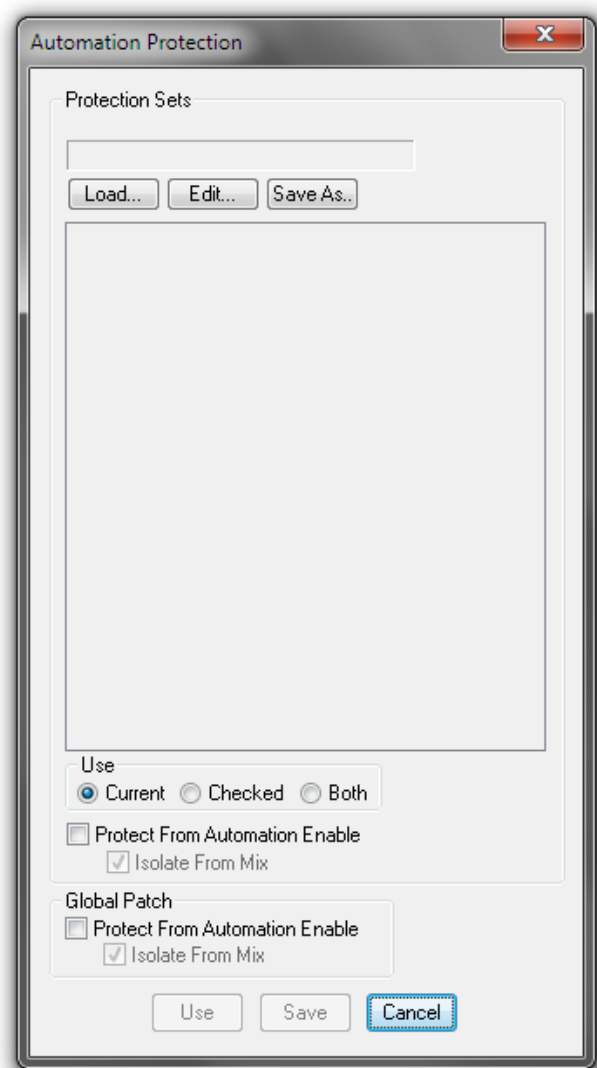 Automation Protection
Protection Sets
Load... Edit... Save As..
Use
Current Checked Both
Protect From Automation Enable
Isolate From Mix
Global Patch
Protect From Automation Enable
Isolate From Mix
Use Save Cancel